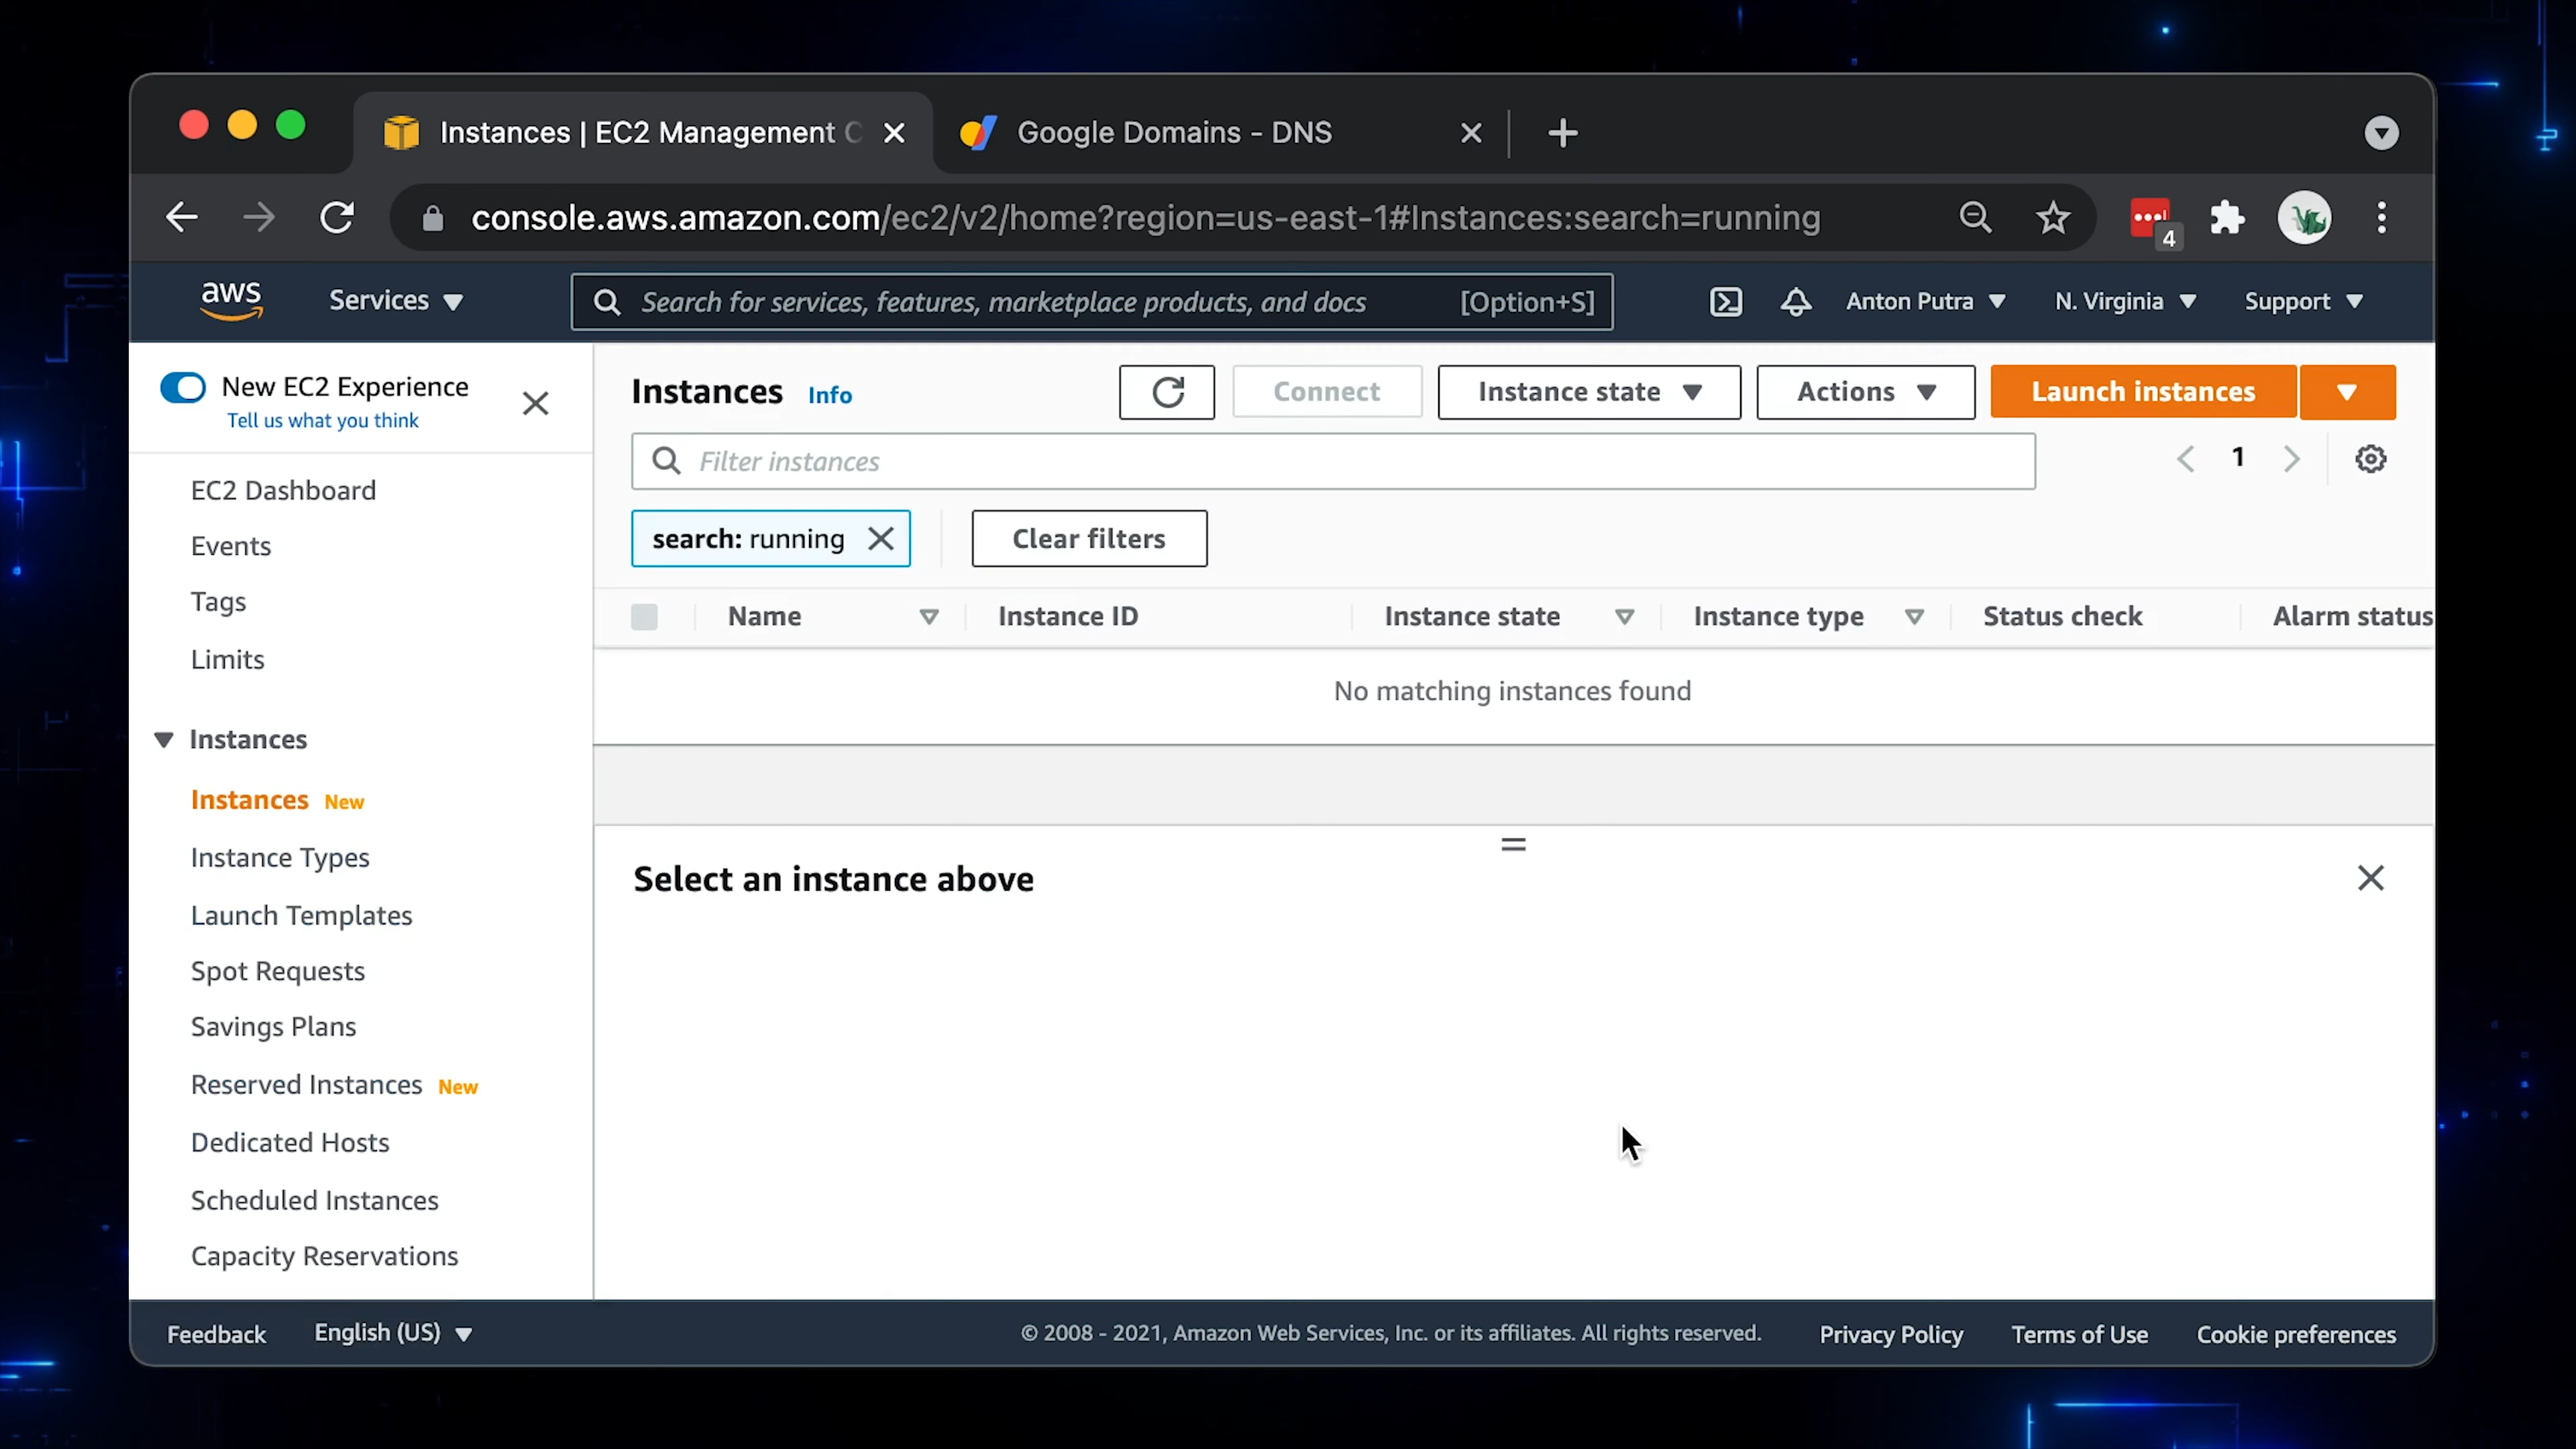 Instances | EC2 Management C
Google Domains - DNS
console.aws.amazon.com/ec2/v2/home?region=us-east-1#Instances:search=running
4
aws
Services
Search for services, features, marketplace products, and docs [Option+S]
Anton Putra
N. Virginia
Support
New EC2 Experience
Tell us what you think
EC2 Dashboard
Events
Tags
Limits
Instances
Instances New
Instance Types
Launch Templates
Spot Requests
Savings Plans
Reserved Instances New
Dedicated Hosts
Scheduled Instances
Capacity Reservations
Instances Info
Connect
Instance state
Actions
Launch instances
Filter instances
1
search: running
Clear filters
Name
Instance ID
Instance state
Instance type
Status check
Alarm status
No matching instances found
Select an instance above
Feedback
English (US)
© 2008 - 2021, Amazon Web Services, Inc. or its affiliates. All rights reserved.
Privacy Policy
Terms of Use
Cookie preferences